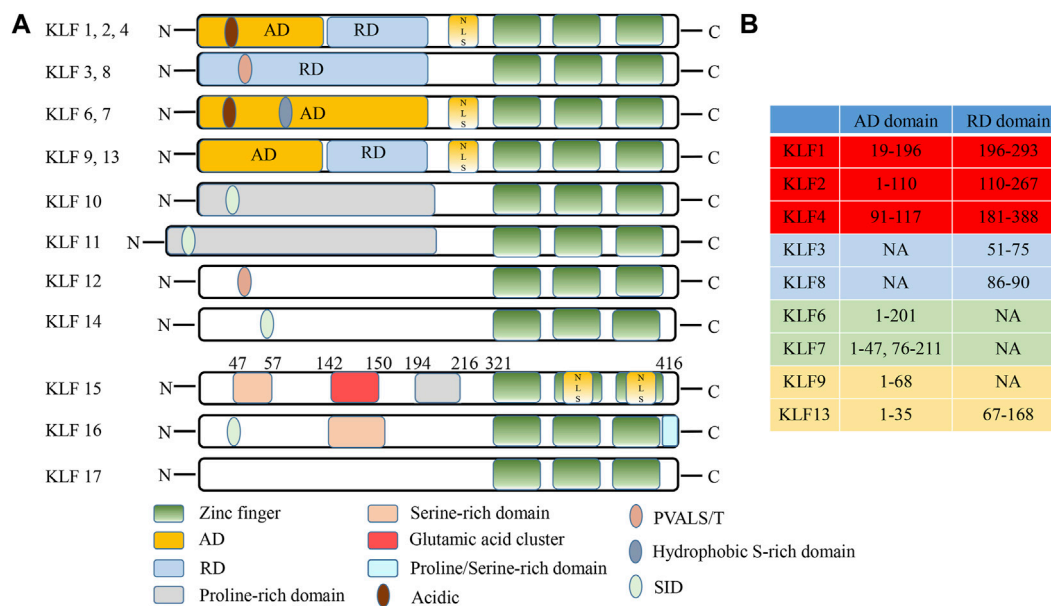 A
KLF 1, 2, 4 N AD RD NLS C
KLF 3, 8 N RD C
KLF 6, 7 N AD NLS C
KLF 9, 13 N AD RD NLS C
KLF 10 N C
KLF 11 N C
KLF 12 N C
KLF 14 N C
47 57 142 150 194 216 321 416
KLF 15 N NLS NLS C
KLF 16 N C
KLF 17 N C
Zinc finger
AD
RD
Proline-rich domain
Serine-rich domain
Glutamic acid cluster
Proline/Serine-rich domain
Acidic
PVALS/T
Hydrophobic S-rich domain
SID
B
AD domain RD domain
KLF1 19-196 196-293
KLF2 1-110 110-267
KLF4 91-117 181-388
KLF3 NA 51-75
KLF8 NA 86-90
KLF6 1-201 NA
KLF7 1-47, 76-211 NA
KLF9 1-68 NA
KLF13 1-35 67-168